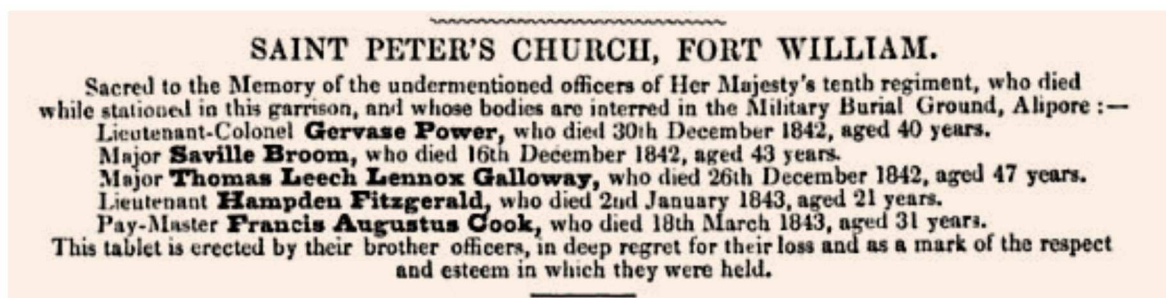 SAINT PETER'S CHURCH, FORT WILLIAM.
Sacred to the Memory of the undermentioned officers of Her Majesty's tenth regiment, who died
while stationed in this garrison, and whose bodies are interred in the Military Burial Ground, Alipore :—
Lieutenant-Colonel Gervase Power, who died 30th December 1842, aged 40 years.
Major Saville Broom, who died 16th December 1842, aged 43 years.
Major Thomas Leech Lennox Galloway, who died 26th December 1842, aged 47 years.
Lieutenant Hampden Fitzgerald, who died 2nd January 1843, aged 21 years.
Pay-Master Francis Augustus Cook, who died 18th March 1843, aged 31 years.
This tablet is erected by their brother officers, in deep regret for their loss and as a mark of the respect
and esteem in which they were held.